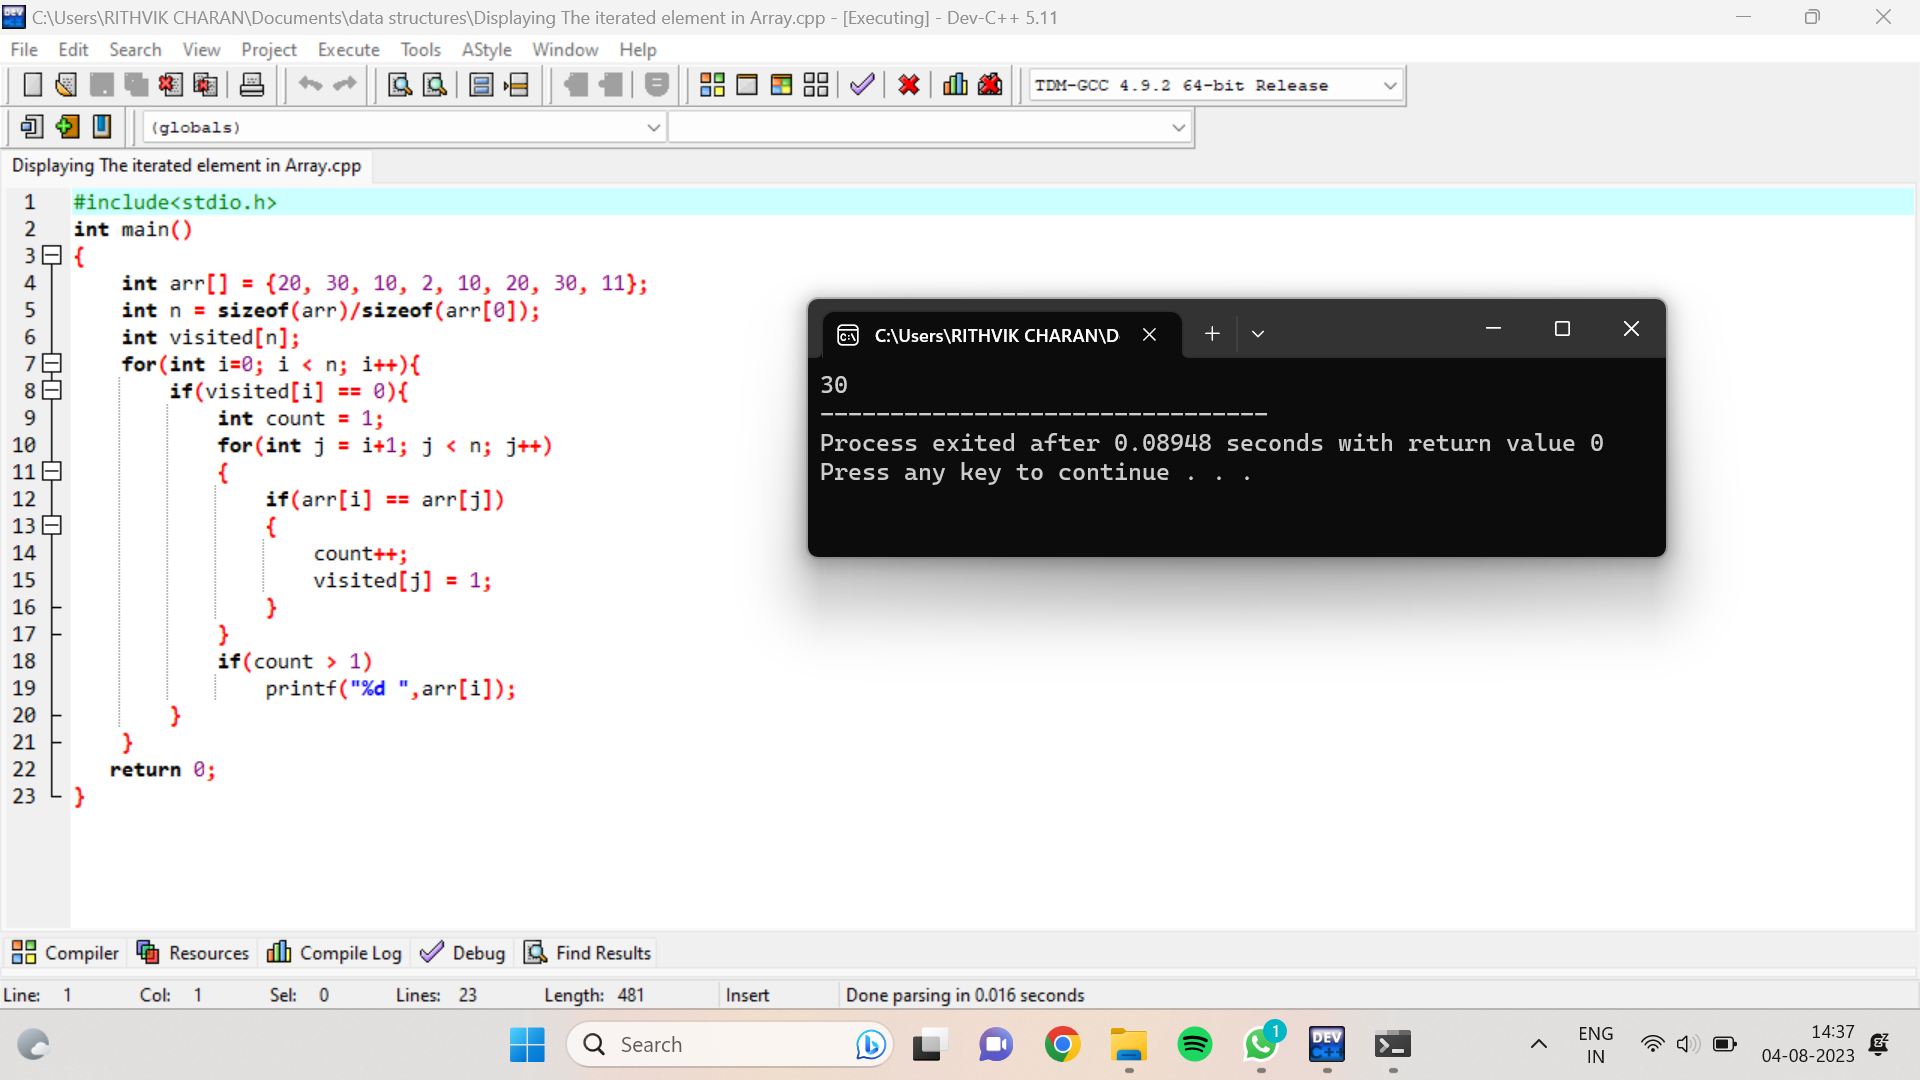 C:\Users\RITHVIK CHARAN\Documents\data structures\Displaying The iterated element in Array.cpp - [Executing] - Dev-C++ 5.11
File Edit Search View Project Execute Tools AStyle Window Help
TDM-GCC 4.9.2 64-bit Release
(globals)
Displaying The iterated element in Array.cpp
1 #include<stdio.h>
2 int main()
3 {
4 int arr[] = {20, 30, 10, 2, 10, 20, 30, 11};
5 int n = sizeof(arr)/sizeof(arr[0]);
6 int visited[n];
7 for(int i=0; i < n; i++){
8 if(visited[i] == 0){
9 int count = 1;
10 for(int j = i+1; j < n; j++)
11 {
12 if(arr[i] == arr[j])
13 {
14 count++;
15 visited[j] = 1;
16 }
17 }
18 if(count > 1)
19 printf("%d ",arr[i]);
20 }
21 }
22 return 0;
23 }
C:\Users\RITHVIK CHARAN\D
30
--------------------------------
Process exited after 0.08948 seconds with return value 0
Press any key to continue . . .
Compiler Resources Compile Log Debug Find Results
Line: 1 Col: 1 Sel: 0 Lines: 23 Length: 481 Insert Done parsing in 0.016 seconds
Search
1
DEV
C++
ENG
IN
14:37
04-08-2023